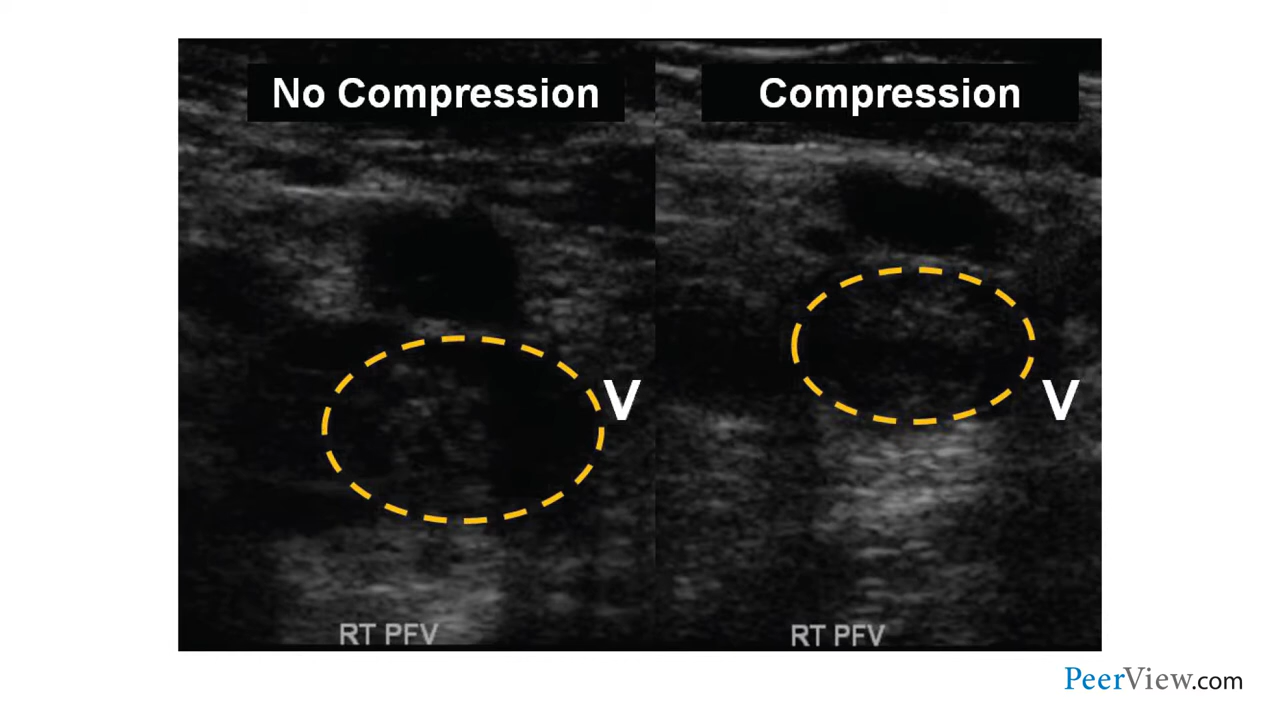 No Compression
Compression
V
V
RT PFV
RT PFV
PeerView.com